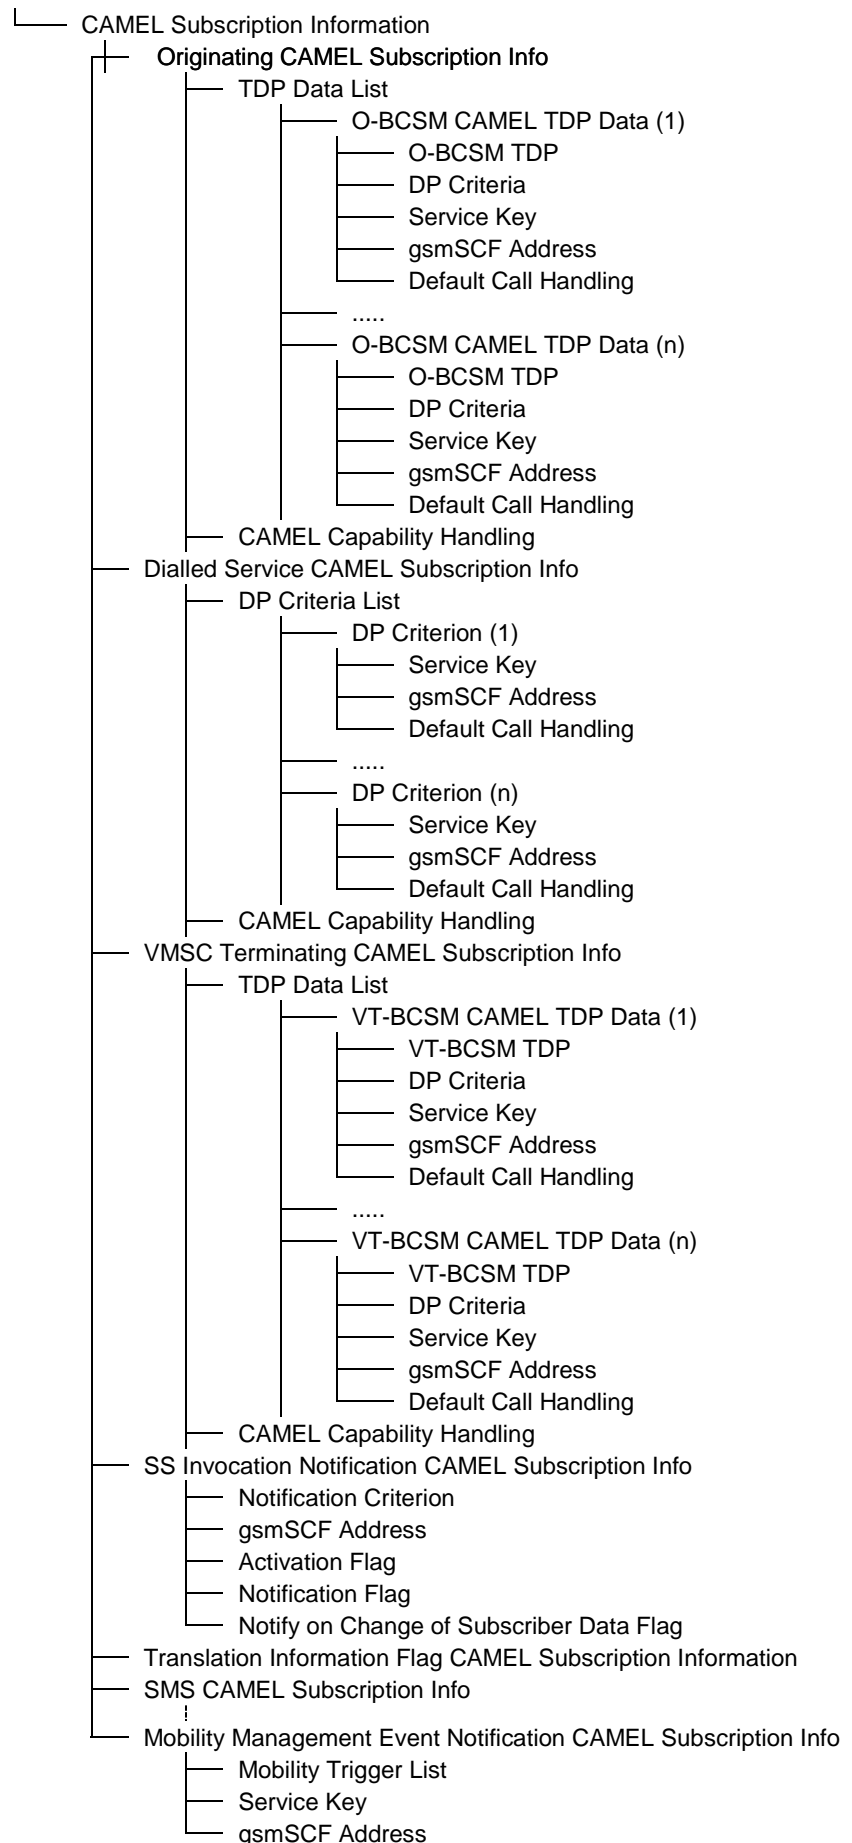 CAMEL Subscription Information
Originating CAMEL Subscription Info
TDP Data List
O-BCSM CAMEL TDP Data (1)
O-BCSM TDP
DP Criteria
Service Key
gsmSCF Address
Default Call Handling
.....
O-BCSM CAMEL TDP Data (n)
O-BCSM TDP
DP Criteria
Service Key
gsmSCF Address
Default Call Handling
CAMEL Capability Handling
Dialled Service CAMEL Subscription Info
DP Criteria List
DP Criterion (1)
Service Key
gsmSCF Address
Default Call Handling
.....
DP Criterion (n)
Service Key
gsmSCF Address
Default Call Handling
CAMEL Capability Handling
VMSC Terminating CAMEL Subscription Info
TDP Data List
VT-BCSM CAMEL TDP Data (1)
VT-BCSM TDP
DP Criteria
Service Key
gsmSCF Address
Default Call Handling
.....
VT-BCSM CAMEL TDP Data (n)
VT-BCSM TDP
DP Criteria
Service Key
gsmSCF Address
Default Call Handling
CAMEL Capability Handling
SS Invocation Notification CAMEL Subscription Info
Notification Criterion
gsmSCF Address
Activation Flag
Notification Flag
Notify on Change of Subscriber Data Flag
Translation Information Flag CAMEL Subscription Information
SMS CAMEL Subscription Info
Mobility Management Event Notification CAMEL Subscription Info
Mobility Trigger List
Service Key
gsmSCF Address